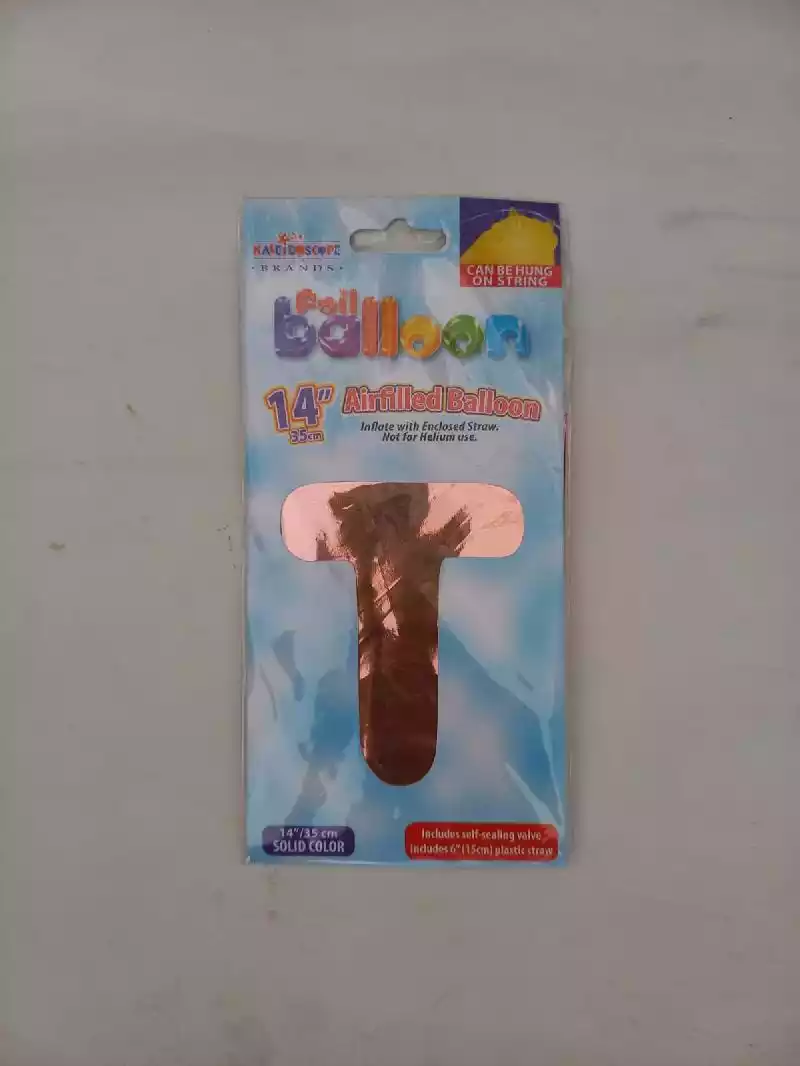 KALEIDOSCOPE
• BRANDS •
CAN BE HUNG
ON STRING
foil
balloon
14"
35cm
Airfilled Balloon
Inflate with Enclosed Straw.
Not for Helium use.
T
14"/35 cm
SOLID COLOR
Includes self-sealing valve,
Includes 6" (15cm) plastic straw